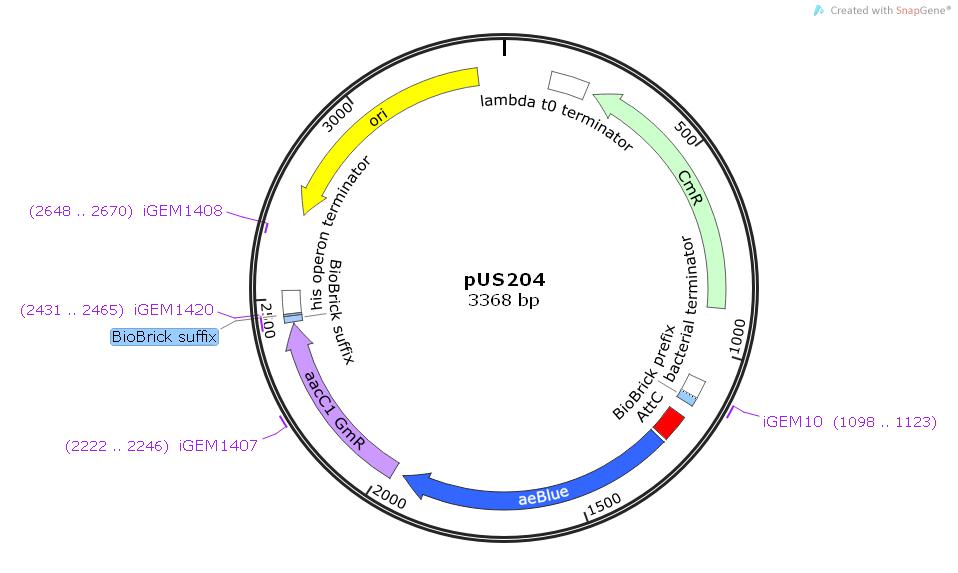 Created with SnapGene®
lambda t0 terminator
3000
ori
500
CmR
his operon terminator
(2648 .. 2670) iGEM1408
bacterial terminator
pUS204
3368 bp
BioBrick suffix
(2431 .. 2465) iGEM1420
2500
BioBrick suffix
1000
BioBrick prefix
AttC
iGEM10 (1098 .. 1123)
aacC1 GmR
(2222 .. 2246) iGEM1407
2000
aeBlue
1500